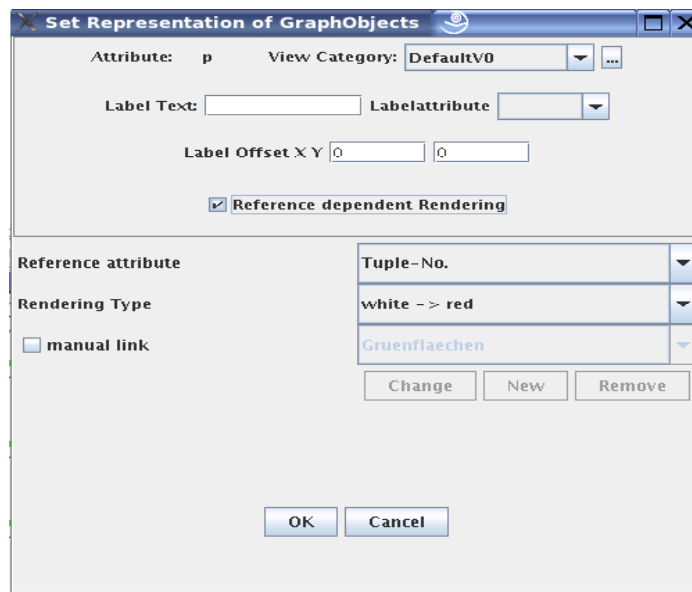 Set Representation of GraphObjects
Attribute: p View Category: DefaultV0 ...
Label Text: Labelattribute
Label Offset X Y 0 0
Reference dependent Rendering
Reference attribute Tuple-No.
Rendering Type white -> red
manual link Gruenflaechen
Change New Remove
OK Cancel